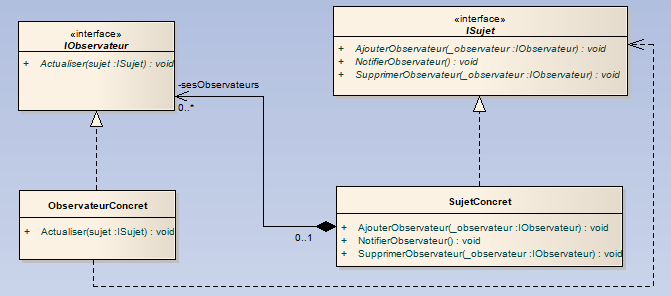 «interface»
IObservateur
+ Actualiser(sujet :ISujet) : void
«interface»
ISujet
+ AjouterObservateur(_observateur :IObservateur) : void
+ NotifierObservateur() : void
+ SupprimerObservateur(_observateur :IObservateur) : void
-sesObservateurs
0..*
ObservateurConcret
+ Actualiser(sujet :ISujet) : void
0..1
SujetConcret
+ AjouterObservateur(_observateur :IObservateur) : void
+ NotifierObservateur() : void
+ SupprimerObservateur(_observateur :IObservateur) : void